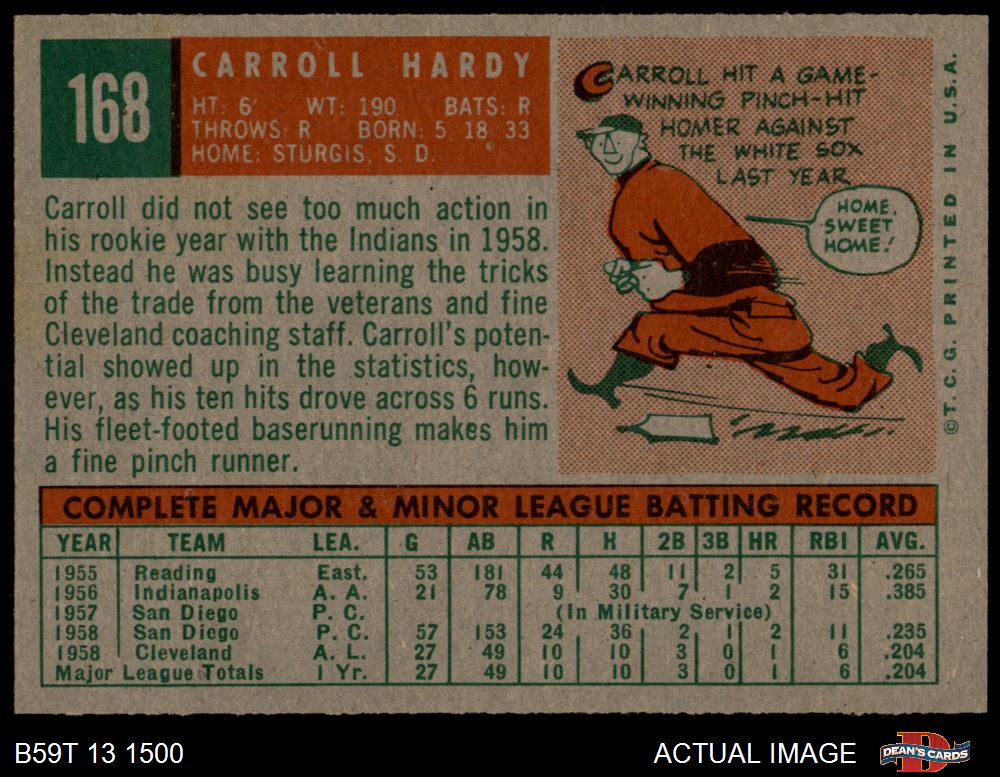 168
CARROLL HARDY
HT: 6' WT: 190 BATS: R
THROWS: R BORN: 5 18 33
HOME: STURGIS, S. D.
CARROLL HIT A GAME-
WINNING PINCH-HIT
HOMER AGAINST
THE WHITE SOX
LAST YEAR
HOME,
SWEET
HOME!
©T. C. G. PRINTED IN U.S.A.
Carroll did not see too much action in
his rookie year with the Indians in 1958.
Instead he was busy learning the tricks
of the trade from the veterans and fine
Cleveland coaching staff. Carroll's poten-
tial showed up in the statistics, how-
ever, as his ten hits drove across 6 runs.
His fleet-footed baserunning makes him
a fine pinch runner.
COMPLETE MAJOR & MINOR LEAGUE BATTING RECORD
YEAR TEAM LEA. G AB R H 2B 3B HR RBI AVG.
1955 Reading East. 53 181 44 48 11 2 5 31 .265
1956 Indianapolis A. A. 21 78 9 30 7 1 2 15 .385
1957 San Diego P. C. (In Military Service)
1958 San Diego P. C. 57 153 24 36 2 1 2 11 .235
1958 Cleveland A. L. 27 49 10 10 3 0 1 6 .204
Major League Totals 1 Yr. 27 49 10 10 3 0 1 6 .204
B59T 13 1500
ACTUAL IMAGE
DEAN'S CARDS